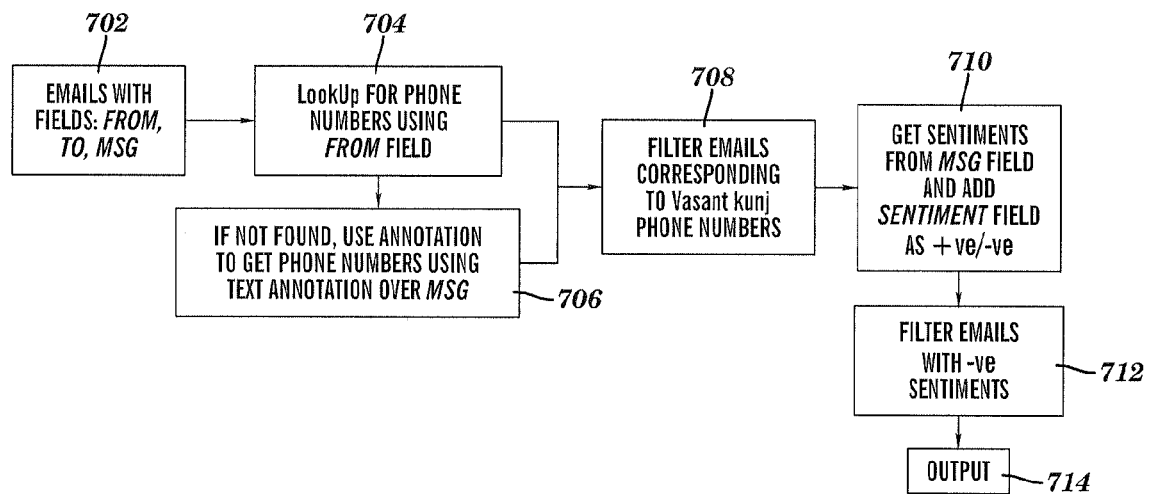 702
EMAILS WITH
FIELDS: FROM,
TO, MSG
704
LookUp FOR PHONE
NUMBERS USING
FROM FIELD
IF NOT FOUND, USE ANNOTATION
TO GET PHONE NUMBERS USING
TEXT ANNOTATION OVER MSG
706
708
FILTER EMAILS
CORRESPONDING
TO Vasant kunj
PHONE NUMBERS
710
GET SENTIMENTS
FROM MSG FIELD
AND ADD
SENTIMENT FIELD
AS +ve/-ve
FILTER EMAILS
WITH -ve
SENTIMENTS
712
OUTPUT
714